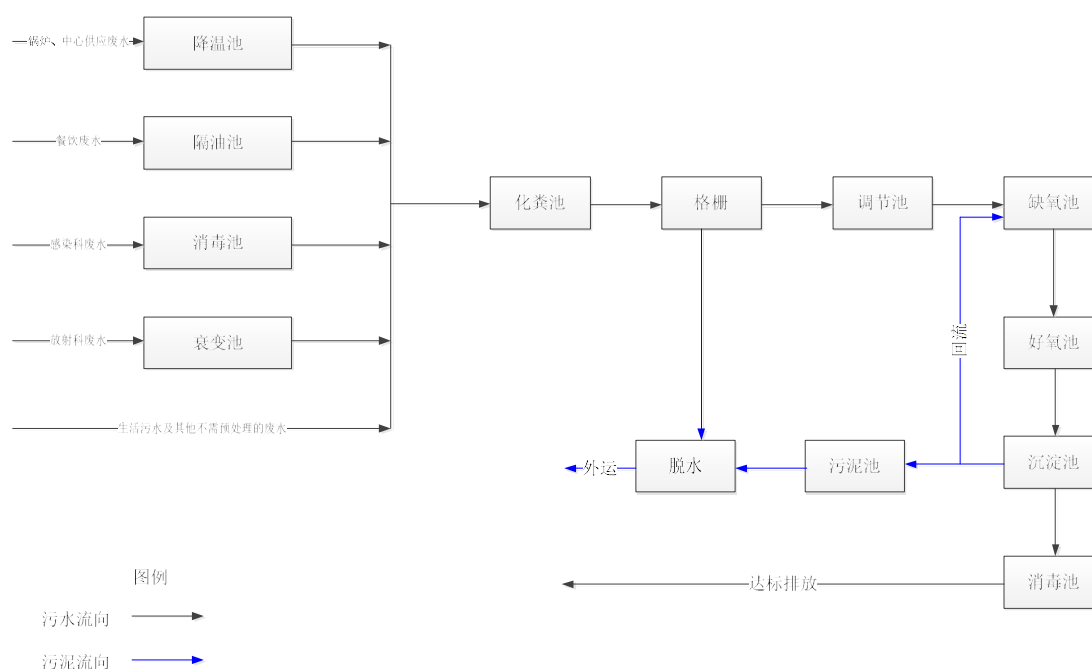 锅炉、中心供应废水
降温池
餐饮废水
隔油池
感染科废水
消毒池
放射科废水
衰变池
生活污水及其他不需预处理的废水
化粪池
格栅
调节池
缺氧池
好氧池
回流
沉淀池
污泥池
脱水
外运
消毒池
达标排放
图例
污水流向
污泥流向